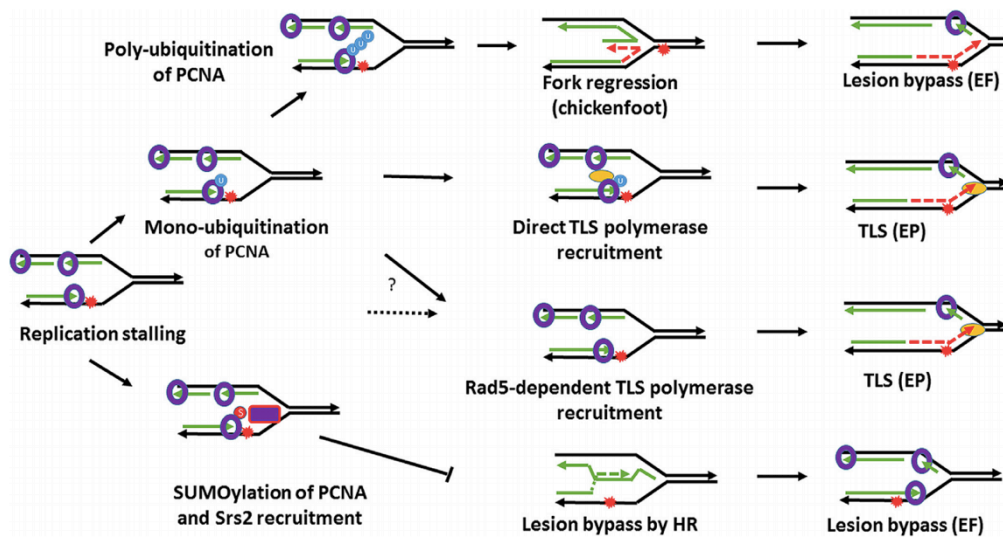 Poly-ubiquitination
of PCNA
U
U
U
Fork regression
(chickenfoot)
Lesion bypass (EF)
U
Mono-ubiquitination
of PCNA
U
Direct TLS polymerase
recruitment
TLS (EP)
?
Replication stalling
Rad5-dependent TLS polymerase
recruitment
TLS (EP)
S
SUMOylation of PCNA
and Srs2 recruitment
Lesion bypass by HR
Lesion bypass (EF)